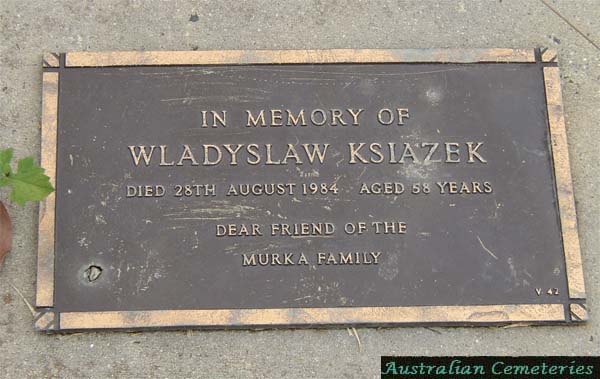 IN MEMORY OF
WLADYSLAW KSIAZEK
DIED 28TH AUGUST 1984 AGED 58 YEARS
DEAR FRIEND OF THE
MURKA FAMILY
V 42
Australian Cemeteries